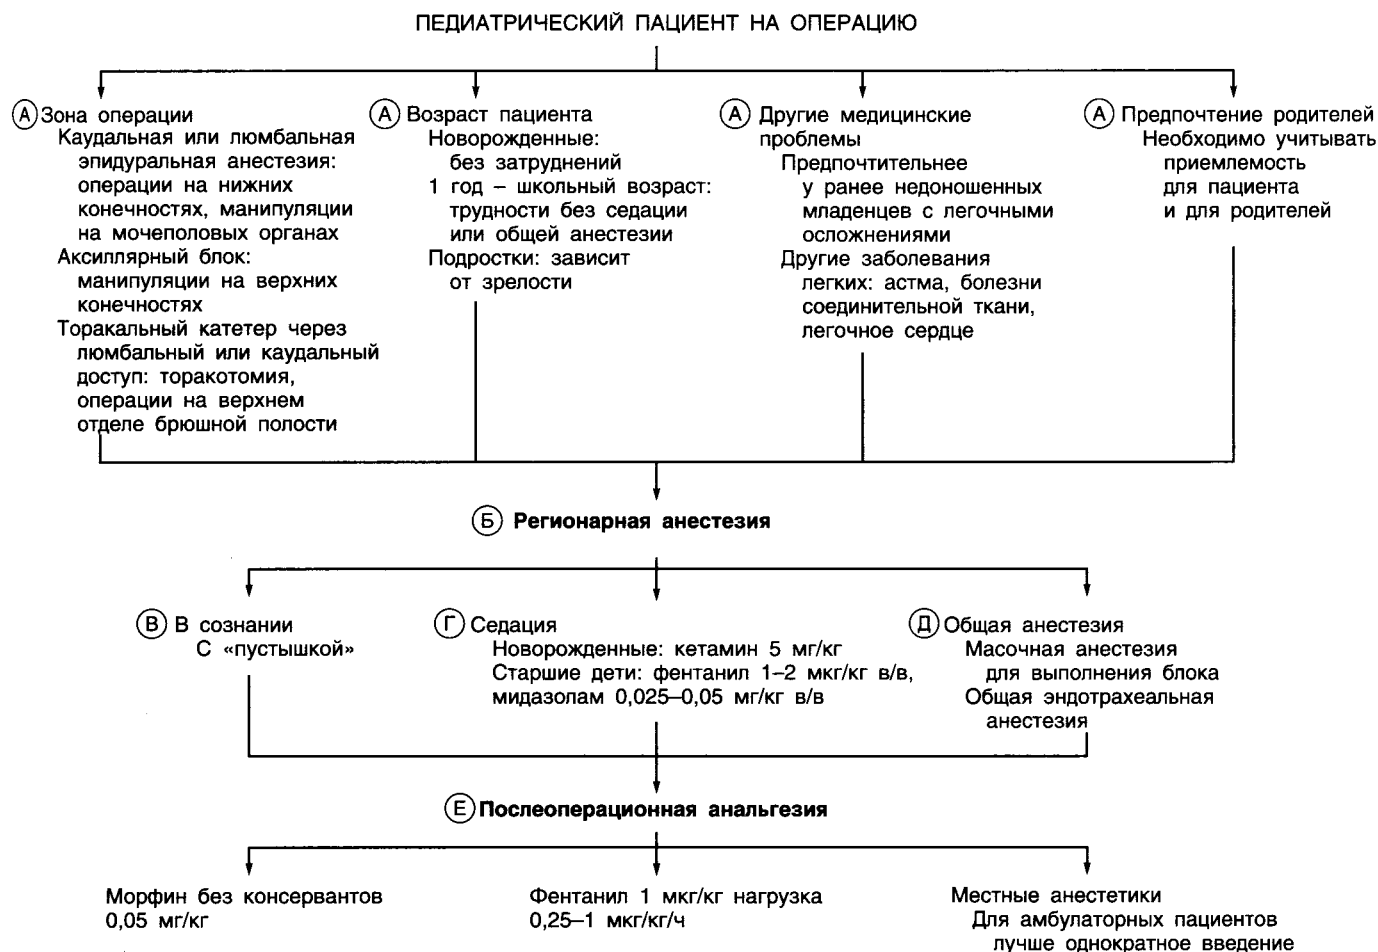 ПЕДИАТРИЧЕСКИЙ ПАЦИЕНТ НА ОПЕРАЦИЮ
А Зона операции
Каудальная или люмбальная
эпидуральная анестезия:
операции на нижних
конечностях, манипуляции
на мочеполовых органах
Аксиллярный блок:
манипуляции на верхних
конечностях
Торакальный катетер через
люмбальный или каудальный
доступ: торакотомия,
операции на верхнем
отделе брюшной полости
А Возраст пациента
Новорожденные:
без затруднений
1 год – школьный возраст:
трудности без седации
или общей анестезии
Подростки: зависит
от зрелости
А Другие медицинские
проблемы
Предпочтительнее
у ранее недоношенных
младенцев с легочными
осложнениями
Другие заболевания
легких: астма, болезни
соединительной ткани,
легочное сердце
А Предпочтение родителей
Необходимо учитывать
приемлемость
для пациента
и для родителей
Б Регионарная анестезия
В В сознании
С «пустышкой»
Г Седация
Новорожденные: кетамин 5 мг/кг
Старшие дети: фентанил 1–2 мкг/кг в/в,
мидазолам 0,025–0,05 мг/кг в/в
Д Общая анестезия
Масочная анестезия
для выполнения блока
Общая эндотрахеальная
анестезия
Е Послеоперационная анальгезия
Морфин без консервантов
0,05 мг/кг
Фентанил 1 мкг/кг нагрузка
0,25–1 мкг/кг/ч
Местные анестетики
Для амбулаторных пациентов
лучше однократное введение